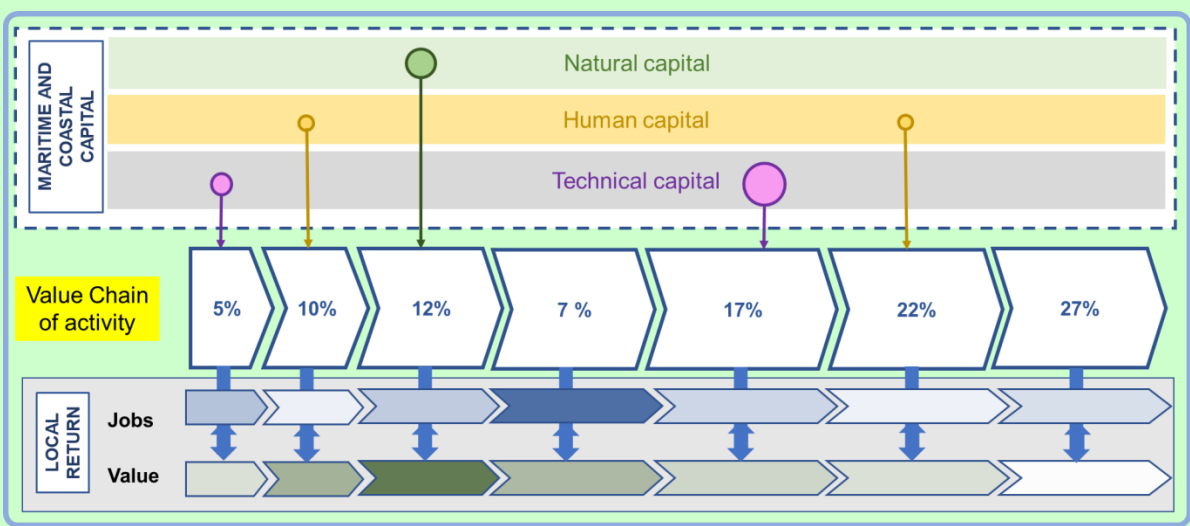 MARITIME AND
COASTAL
CAPITAL
Natural capital
Human capital
Technical capital
Value Chain
of activity
5%
10%
12%
7 %
17%
22%
27%
LOCAL
RETURN
Jobs
Value